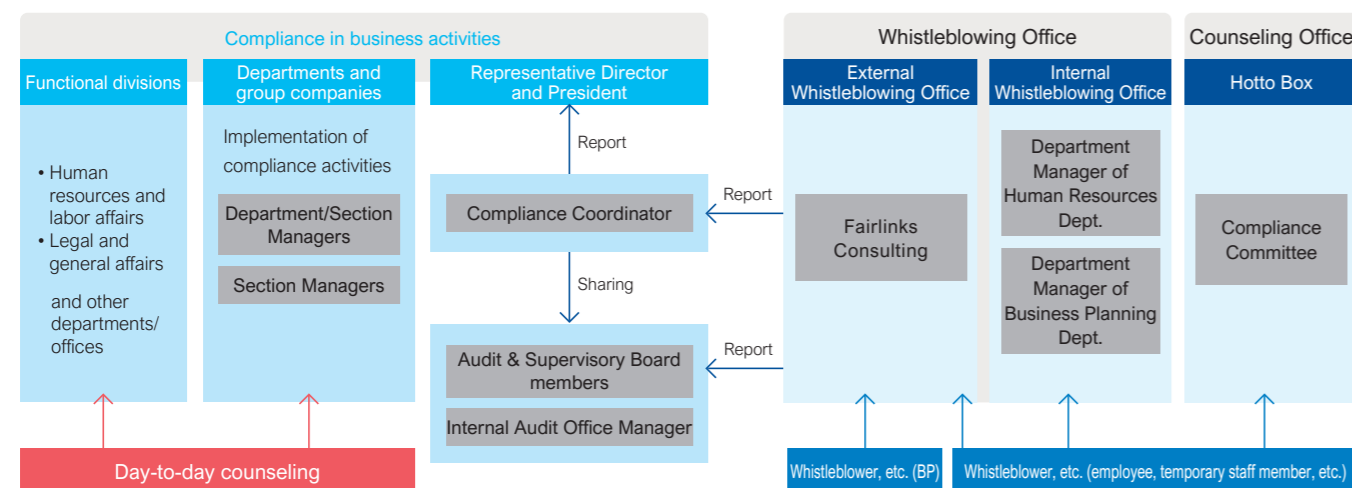 Compliance in business activities
Functional divisions
• Human
resources and
labor affairs
• Legal and
general affairs
and other
departments/
offices
Departments and
group companies
Implementation of
compliance activities
Department/Section
Managers
Section Managers
Day-to-day counseling
Representative Director
and President
Report
Compliance Coordinator
Sharing
Audit & Supervisory Board
members
Internal Audit Office Manager
Report
Report
Whistleblowing Office
External
Whistleblowing Office
Fairlinks
Consulting
Internal
Whistleblowing Office
Department
Manager of
Human Resources
Dept.
Department
Manager of
Business Planning
Dept.
Counseling Office
Hotto Box
Compliance
Committee
Whistleblower, etc. (BP)
Whistleblower, etc. (employee, temporary staff member, etc.)